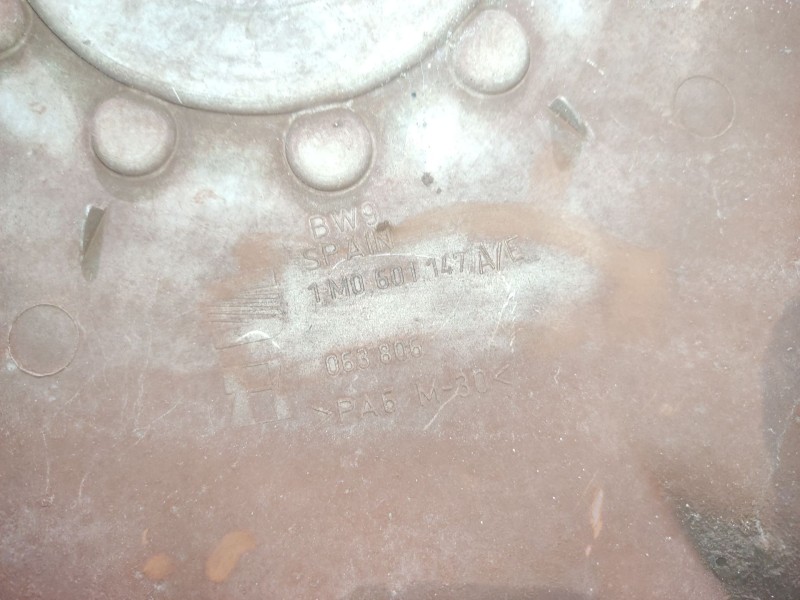 BW9
SPAIN
1M0.601.147.A/E
063.806
>PA6 M-30<